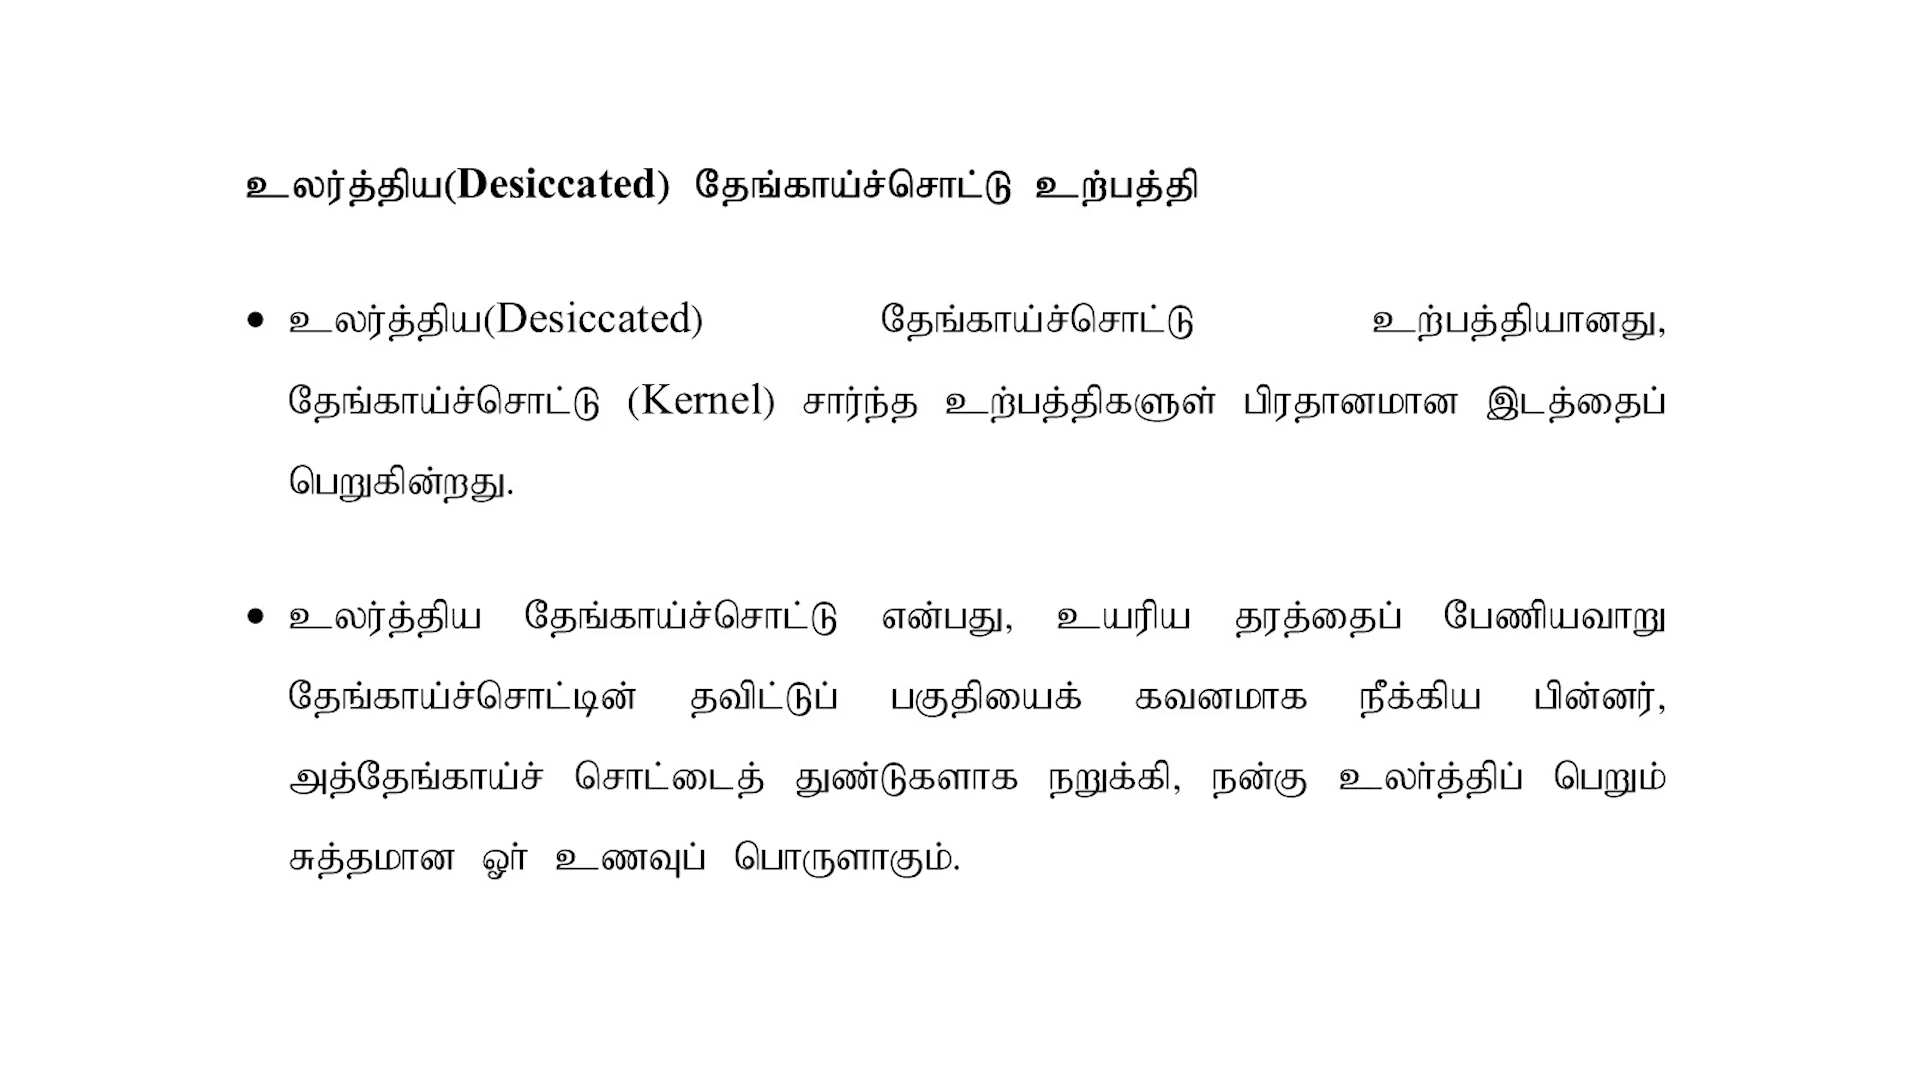 உலர்த்திய(Desiccated) தேங்காய்ச்சொட்டு உற்பத்தி
• உலர்த்திய(Desiccated) தேங்காய்ச்சொட்டு உற்பத்தியானது,
தேங்காய்ச்சொட்டு (Kernel) சார்ந்த உற்பத்திகளுள் பிரதானமான இடத்தைப்
பெறுகின்றது.
• உலர்த்திய தேங்காய்ச்சொட்டு என்பது, உயரிய தரத்தைப் பேணியவாறு
தேங்காய்ச்சொட்டின் தவிட்டுப் பகுதியைக் கவனமாக நீக்கிய பின்னர்,
அத்தேங்காய்ச் சொட்டைத் துண்டுகளாக நறுக்கி, நன்கு உலர்த்திப் பெறும்
சுத்தமான ஓர் உணவுப் பொருளாகும்.